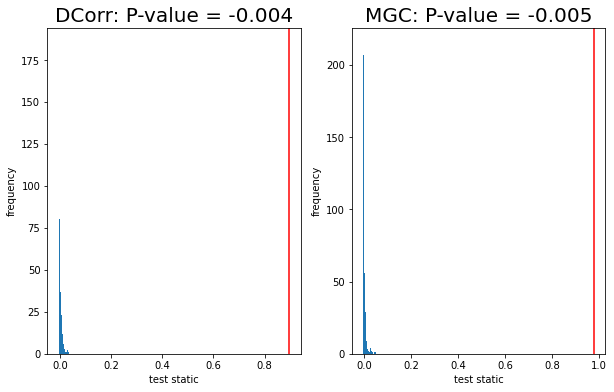 DCorr: P-value = -0.004
175
150
125
100
75
50
25
0
frequency
0.0 0.2 0.4 0.6 0.8
test static
MGC: P-value = -0.005
200
150
100
50
0
frequency
0.0 0.2 0.4 0.6 0.8 1.0
test static